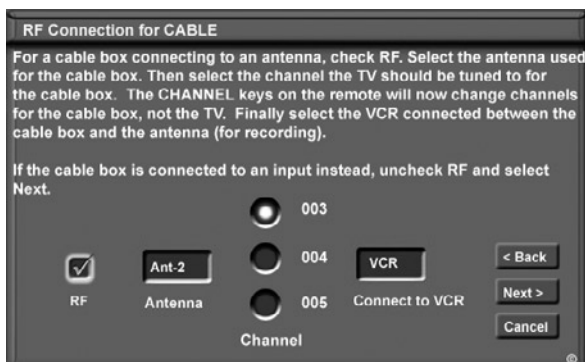 RF Connection for CABLE
For a cable box connecting to an antenna, check RF. Select the antenna used
for the cable box. Then select the channel the TV should be tuned to for
the cable box. The CHANNEL keys on the remote will now change channels
for the cable box, not the TV. Finally select the VCR connected between the
cable box and the antenna (for recording).
If the cable box is connected to an input instead, uncheck RF and select
Next.
003
004
005
Channel
RF
Ant-2
Antenna
VCR
Connect to VCR
< Back
Next >
Cancel